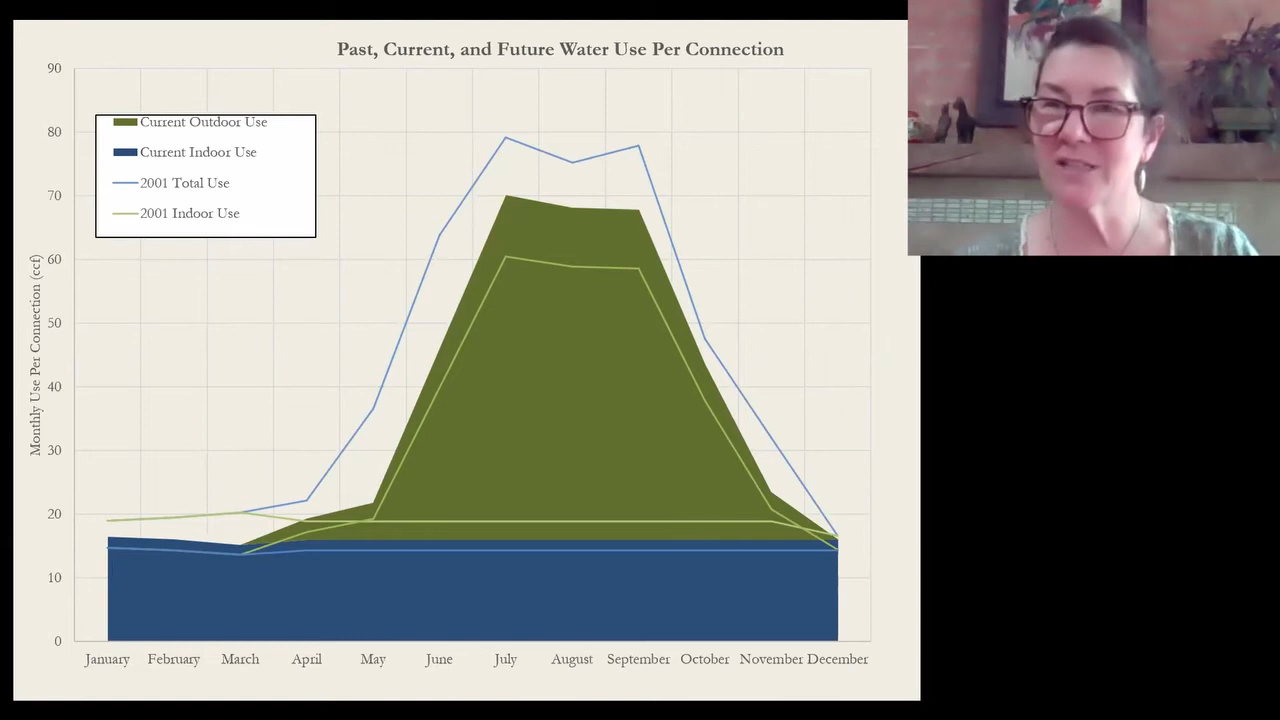 Past, Current, and Future Water Use Per Connection
90
80
70
60
50
40
30
20
10
0
Monthly Use Per Connection (ccf)
Current Outdoor Use
Current Indoor Use
2001 Total Use
2001 Indoor Use
January February March April May June July August September October November December